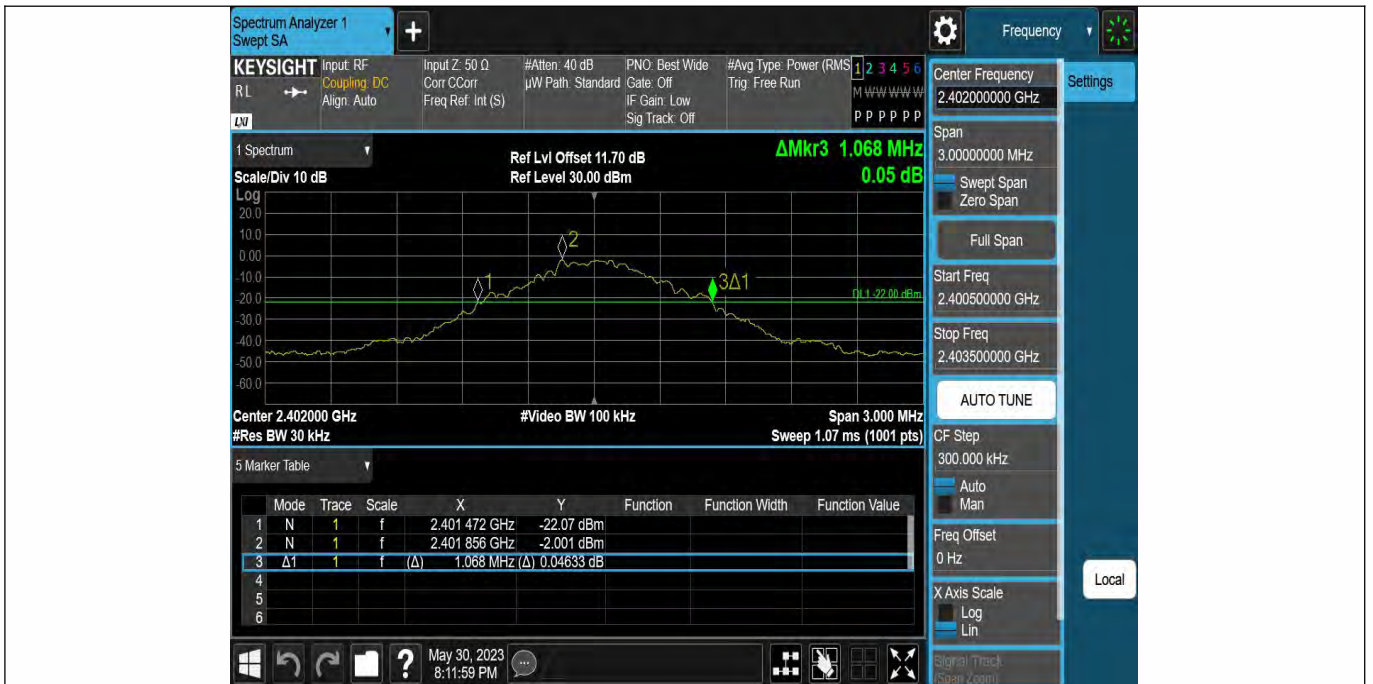 Spectrum Analyzer 1
Swept SA
Frequency
KEYSIGHT
RL
LXI
Input: RF
Coupling: DC
Align: Auto
Input Z: 50 Ω
Corr CCorr
Freq Ref: Int (S)
#Atten: 40 dB
µW Path: Standard
PNO: Best Wide
Gate: Off
IF Gain: Low
Sig Track: Off
#Avg Type: Power (RMS
Trig: Free Run
1 2 3 4 5 6
M W W W W W
P P P P P P
1 Spectrum
Scale/Div 10 dB
Ref Lvl Offset 11.70 dB
Ref Level 30.00 dBm
ΔMkr3 1.068 MHz
0.05 dB
Log
20.0
10.0
0.00
-10.0
-20.0
-30.0
-40.0
-50.0
-60.0
1
2
3Δ1
DL1 -22.00 dBm
Center 2.402000 GHz
#Video BW 100 kHz
Span 3.000 MHz
#Res BW 30 kHz
Sweep 1.07 ms (1001 pts)
5 Marker Table
Mode Trace Scale X Y Function Function Width Function Value
1 N 1 f 2.401 472 GHz -22.07 dBm
2 N 1 f 2.401 856 GHz -2.001 dBm
3 Δ1 1 f (Δ) 1.068 MHz (Δ) 0.04633 dB
4
5
6
?
May 30, 2023
8:11:59 PM
Center Frequency
2.402000000 GHz
Settings
Span
3.00000000 MHz
Swept Span
Zero Span
Full Span
Start Freq
2.400500000 GHz
Stop Freq
2.403500000 GHz
AUTO TUNE
CF Step
300.000 kHz
Auto
Man
Freq Offset
0 Hz
X Axis Scale
Log
Lin
Signal Track
(Span Zoom)
Local